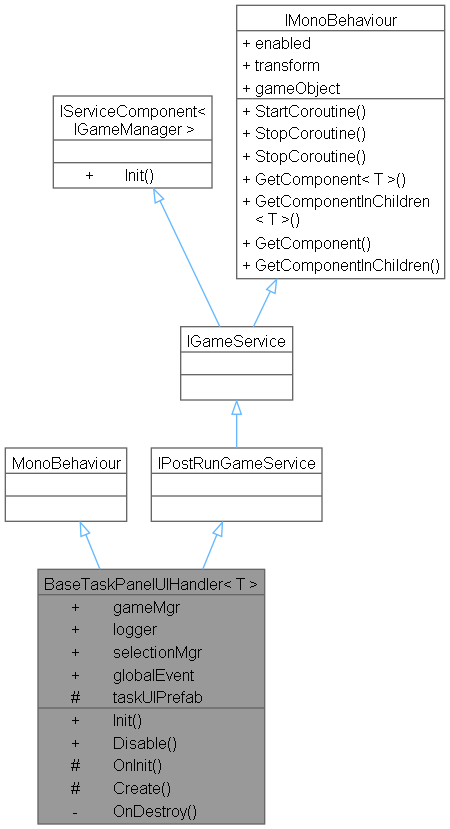 IMonoBehaviour
+ enabled
+ transform
+ gameObject
+ StartCoroutine()
+ StopCoroutine()
+ StopCoroutine()
+ GetComponent< T >()
+ GetComponentInChildren
< T >()
+ GetComponent()
+ GetComponentInChildren()
IServiceComponent<
IGameManager >
+ Init()
IGameService
MonoBehaviour
IPostRunGameService
BaseTaskPanelUIHandler< T >
+ gameMgr
+ logger
+ selectionMgr
+ globalEvent
# taskUIPrefab
+ Init()
+ Disable()
# OnInit()
# Create()
- OnDestroy()